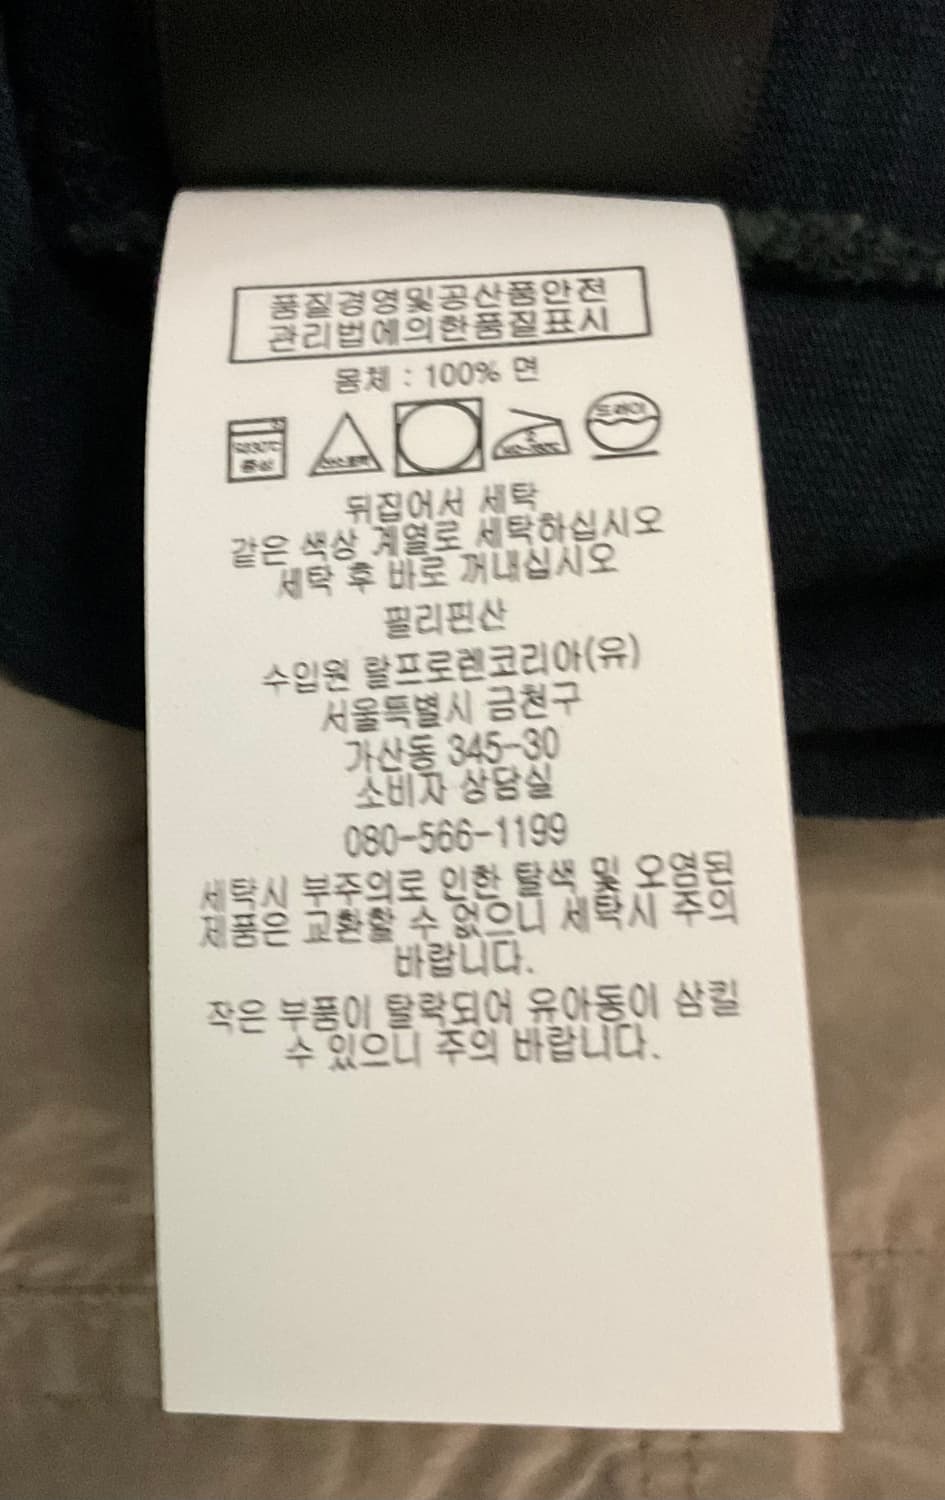 품질경영및공산품안전
관리법에의한품질표시
몸체 : 100% 면
중성
드라이
뒤집어서 세탁
같은 색상 계열로 세탁하십시오
세탁 후 바로 꺼내십시오
필리핀산
수입원 랄프로렌코리아(유)
서울특별시 금천구
가산동 345-30
소비자 상담실
080-566-1199
세탁시 부주의로 인한 탈색 및 오염된
제품은 교환할 수 없으니 세탁시 주의
바랍니다.
작은 부품이 탈락되어 유아동이 삼킬
수 있으니 주의 바랍니다.